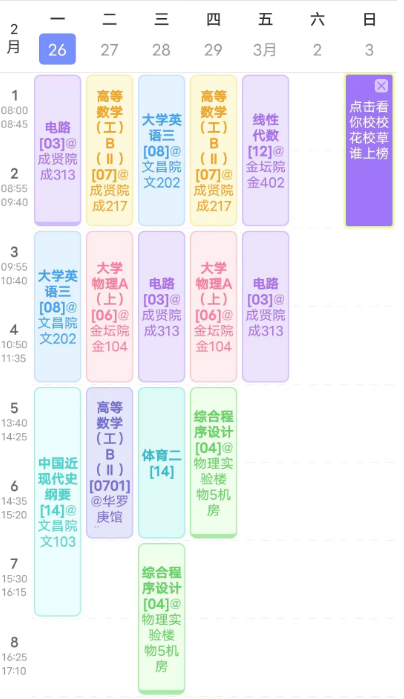 2
月
一
二
三
四
五
六
日
26
27
28
29
3月
2
3
1
08:00
08:45
2
08:55
09:40
3
09:55
10:40
4
10:50
11:35
5
13:40
14:25
6
14:35
15:20
7
15:30
16:15
8
16:25
17:10
电路
[03]@
成贤院
成313
大学英
语三
[08]@
文昌院
文202
中国近
现代史
纲要
[14]@
文昌院
文103
高等
数学
（工）
B
（Ⅱ）
[07]@
成贤院
成217
大学
物理A
（上）
[06]@
金坛院
金104
高等
数学
（工）
B
（Ⅱ）
[0701]
@华罗
庚馆
大学英
语三
[08]@
文昌院
文202
电路
[03]@
成贤院
成313
体育二
[14]
综合程
序设计
[04]@
物理实
验楼
物5机
房
高等
数学
（工）
B
（Ⅱ）
[07]@
成贤院
成217
大学
物理A
（上）
[06]@
金坛院
金104
综合程
序设计
[04]@
物理实
验楼
物5机
房
线性
代数
[12]@
金坛院
金402
电路
[03]@
成贤院
成313
点击看
你校校
花校草
谁上榜